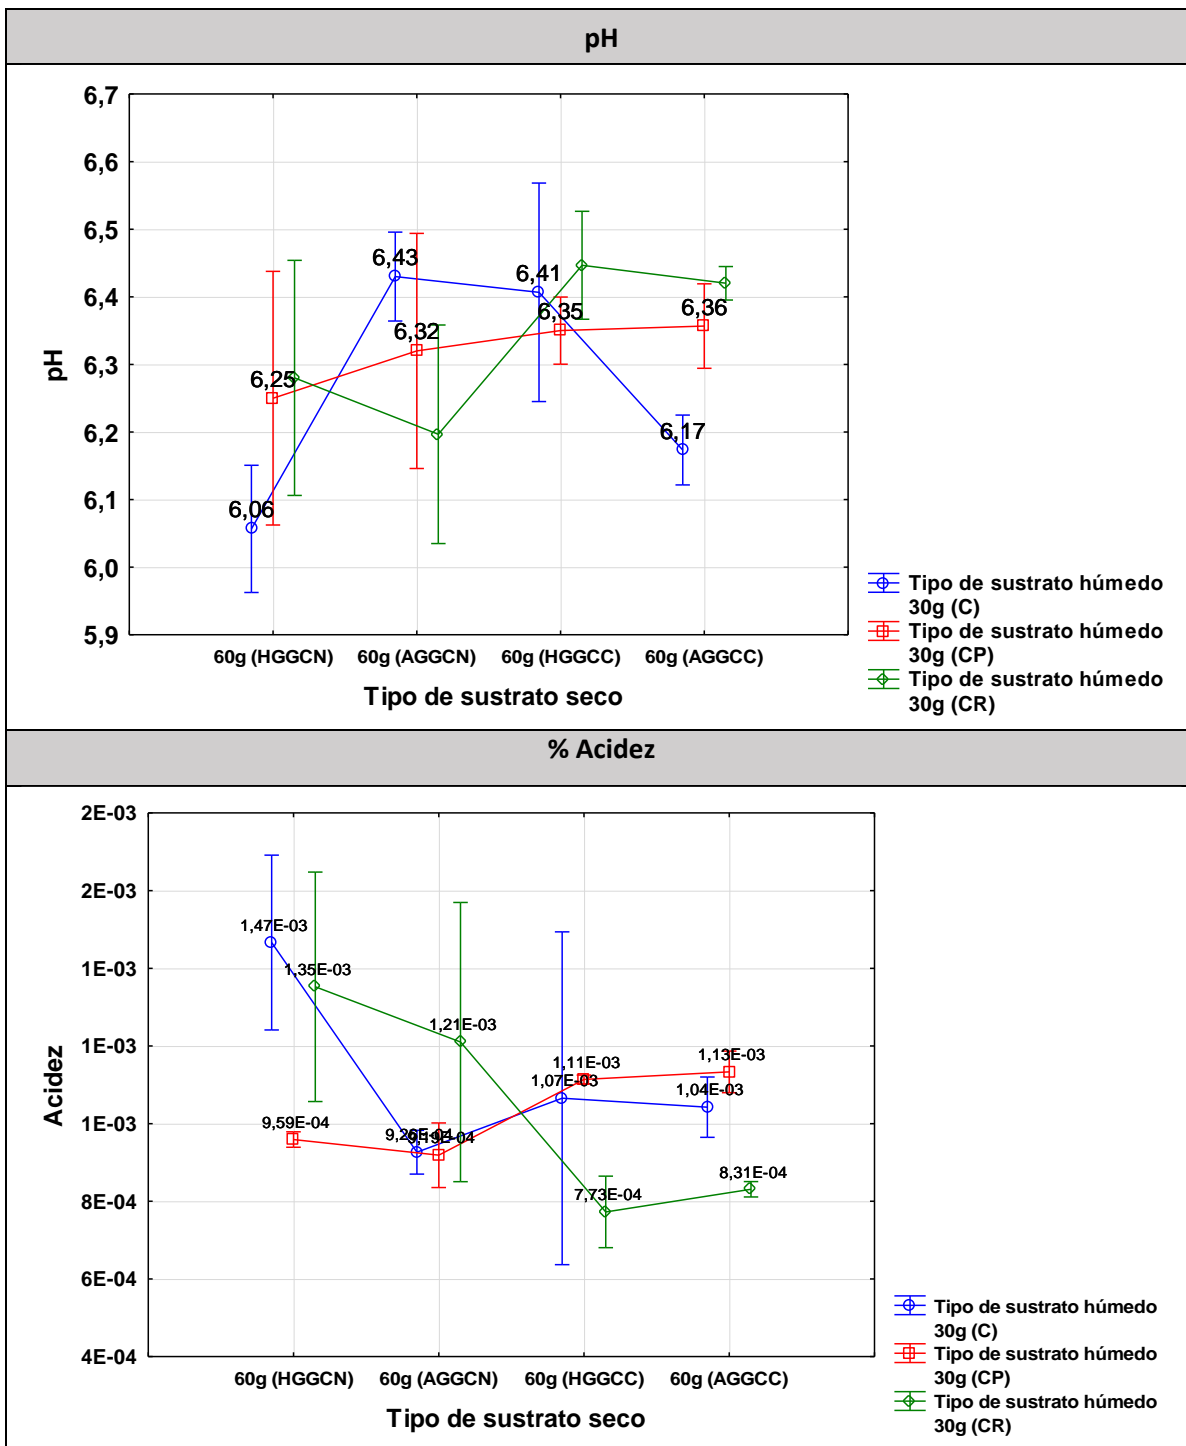 pH
6,7
6,6
6,5
6,4
6,3
6,2
6,1
6,0
5,9
pH
6,06
6,43
6,41
6,17
6,25
6,32
6,35
6,36
60g (HGGCN) 60g (AGGCN) 60g (HGGCC) 60g (AGGCC)
Tipo de sustrato seco
Tipo de sustrato húmedo
30g (C)
Tipo de sustrato húmedo
30g (CP)
Tipo de sustrato húmedo
30g (CR)
% Acidez
2E-03
2E-03
1E-03
1E-03
1E-03
8E-04
6E-04
4E-04
Acidez
1,47E-03
1,35E-03
1,21E-03
1,11E-03
1,13E-03
1,07E-03
1,04E-03
9,59E-04
9,26E-04
9,19E-04
7,73E-04
8,31E-04
60g (HGGCN) 60g (AGGCN) 60g (HGGCC) 60g (AGGCC)
Tipo de sustrato seco
Tipo de sustrato húmedo
30g (C)
Tipo de sustrato húmedo
30g (CP)
Tipo de sustrato húmedo
30g (CR)